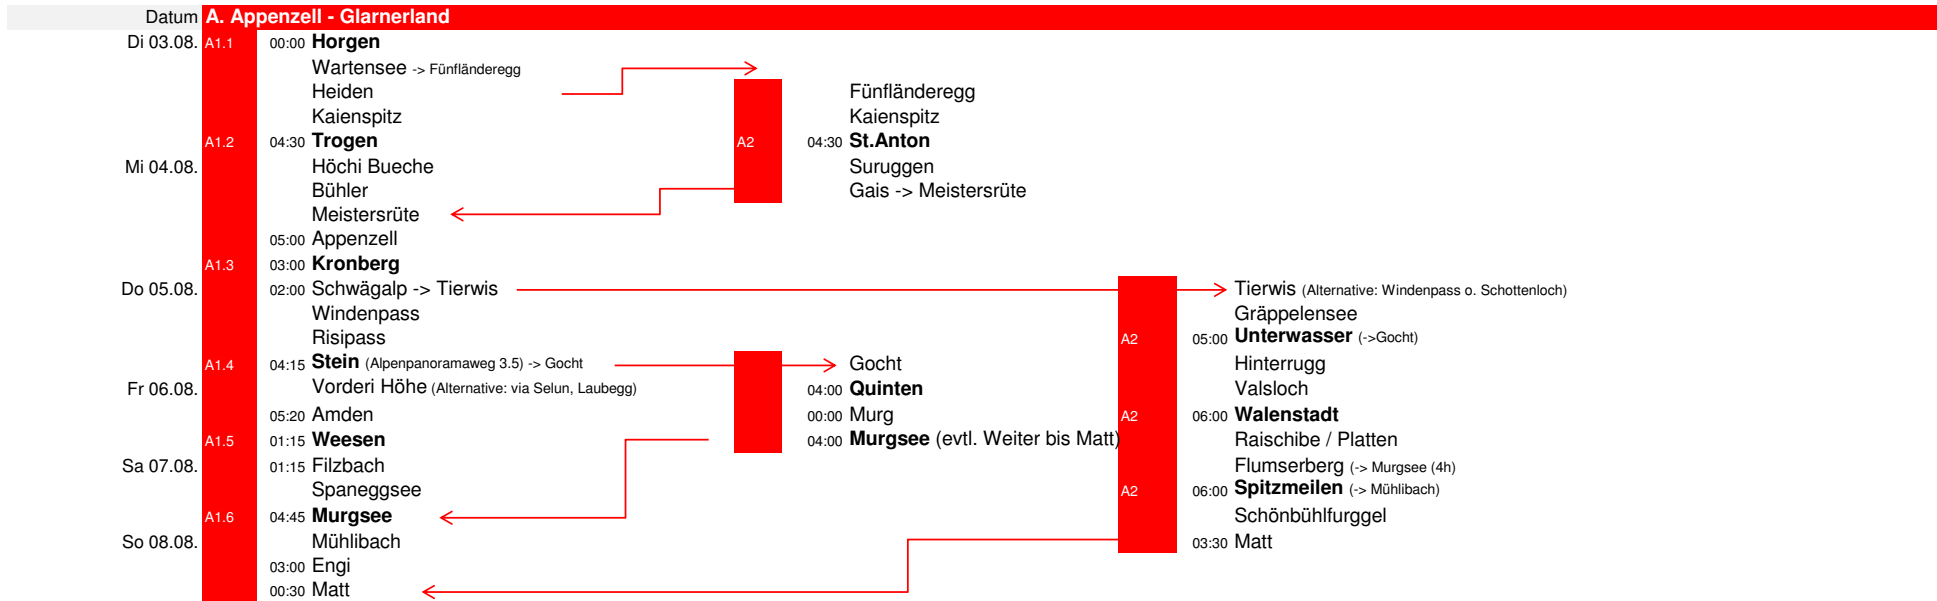 Datum A. Appenzell - Glarnerland
Di 03.08. A1.1 00:00 Horgen
Wartensee -> Fünfländeregg
Heiden Fünfländeregg
Kaienspitz Kaienspitz
A1.2 04:30 Trogen A2 04:30 St.Anton
Mi 04.08. Höchi Bueche Suruggen
Bühler Gais -> Meistersrüte
Meistersrüte
05:00 Appenzell
A1.3 03:00 Kronberg
Do 05.08. 02:00 Schwägalp -> Tierwis Tierwis (Alternative: Windenpass o. Schottenloch)
Windenpass Gräppelensee
Risipass A2 05:00 Unterwasser (->Gocht)
A1.4 04:15 Stein (Alpenpanoramaweg 3.5) -> Gocht Gocht Hinterrugg
Fr 06.08. Vorderi Höhe (Alternative: via Selun, Laubegg) 04:00 Quinten Valsloch
05:20 Amden 00:00 Murg A2 06:00 Walenstadt
A1.5 01:15 Weesen 04:00 Murgsee (evtl. Weiter bis Matt) Raischibe / Platten
Sa 07.08. 01:15 Filzbach Flumserberg (-> Murgsee (4h)
Spaneggsee A2 06:00 Spitzmeilen (-> Mühlibach)
A1.6 04:45 Murgsee Schönbühlfurggel
So 08.08. Mühlibach 03:30 Matt
03:00 Engi
00:30 Matt